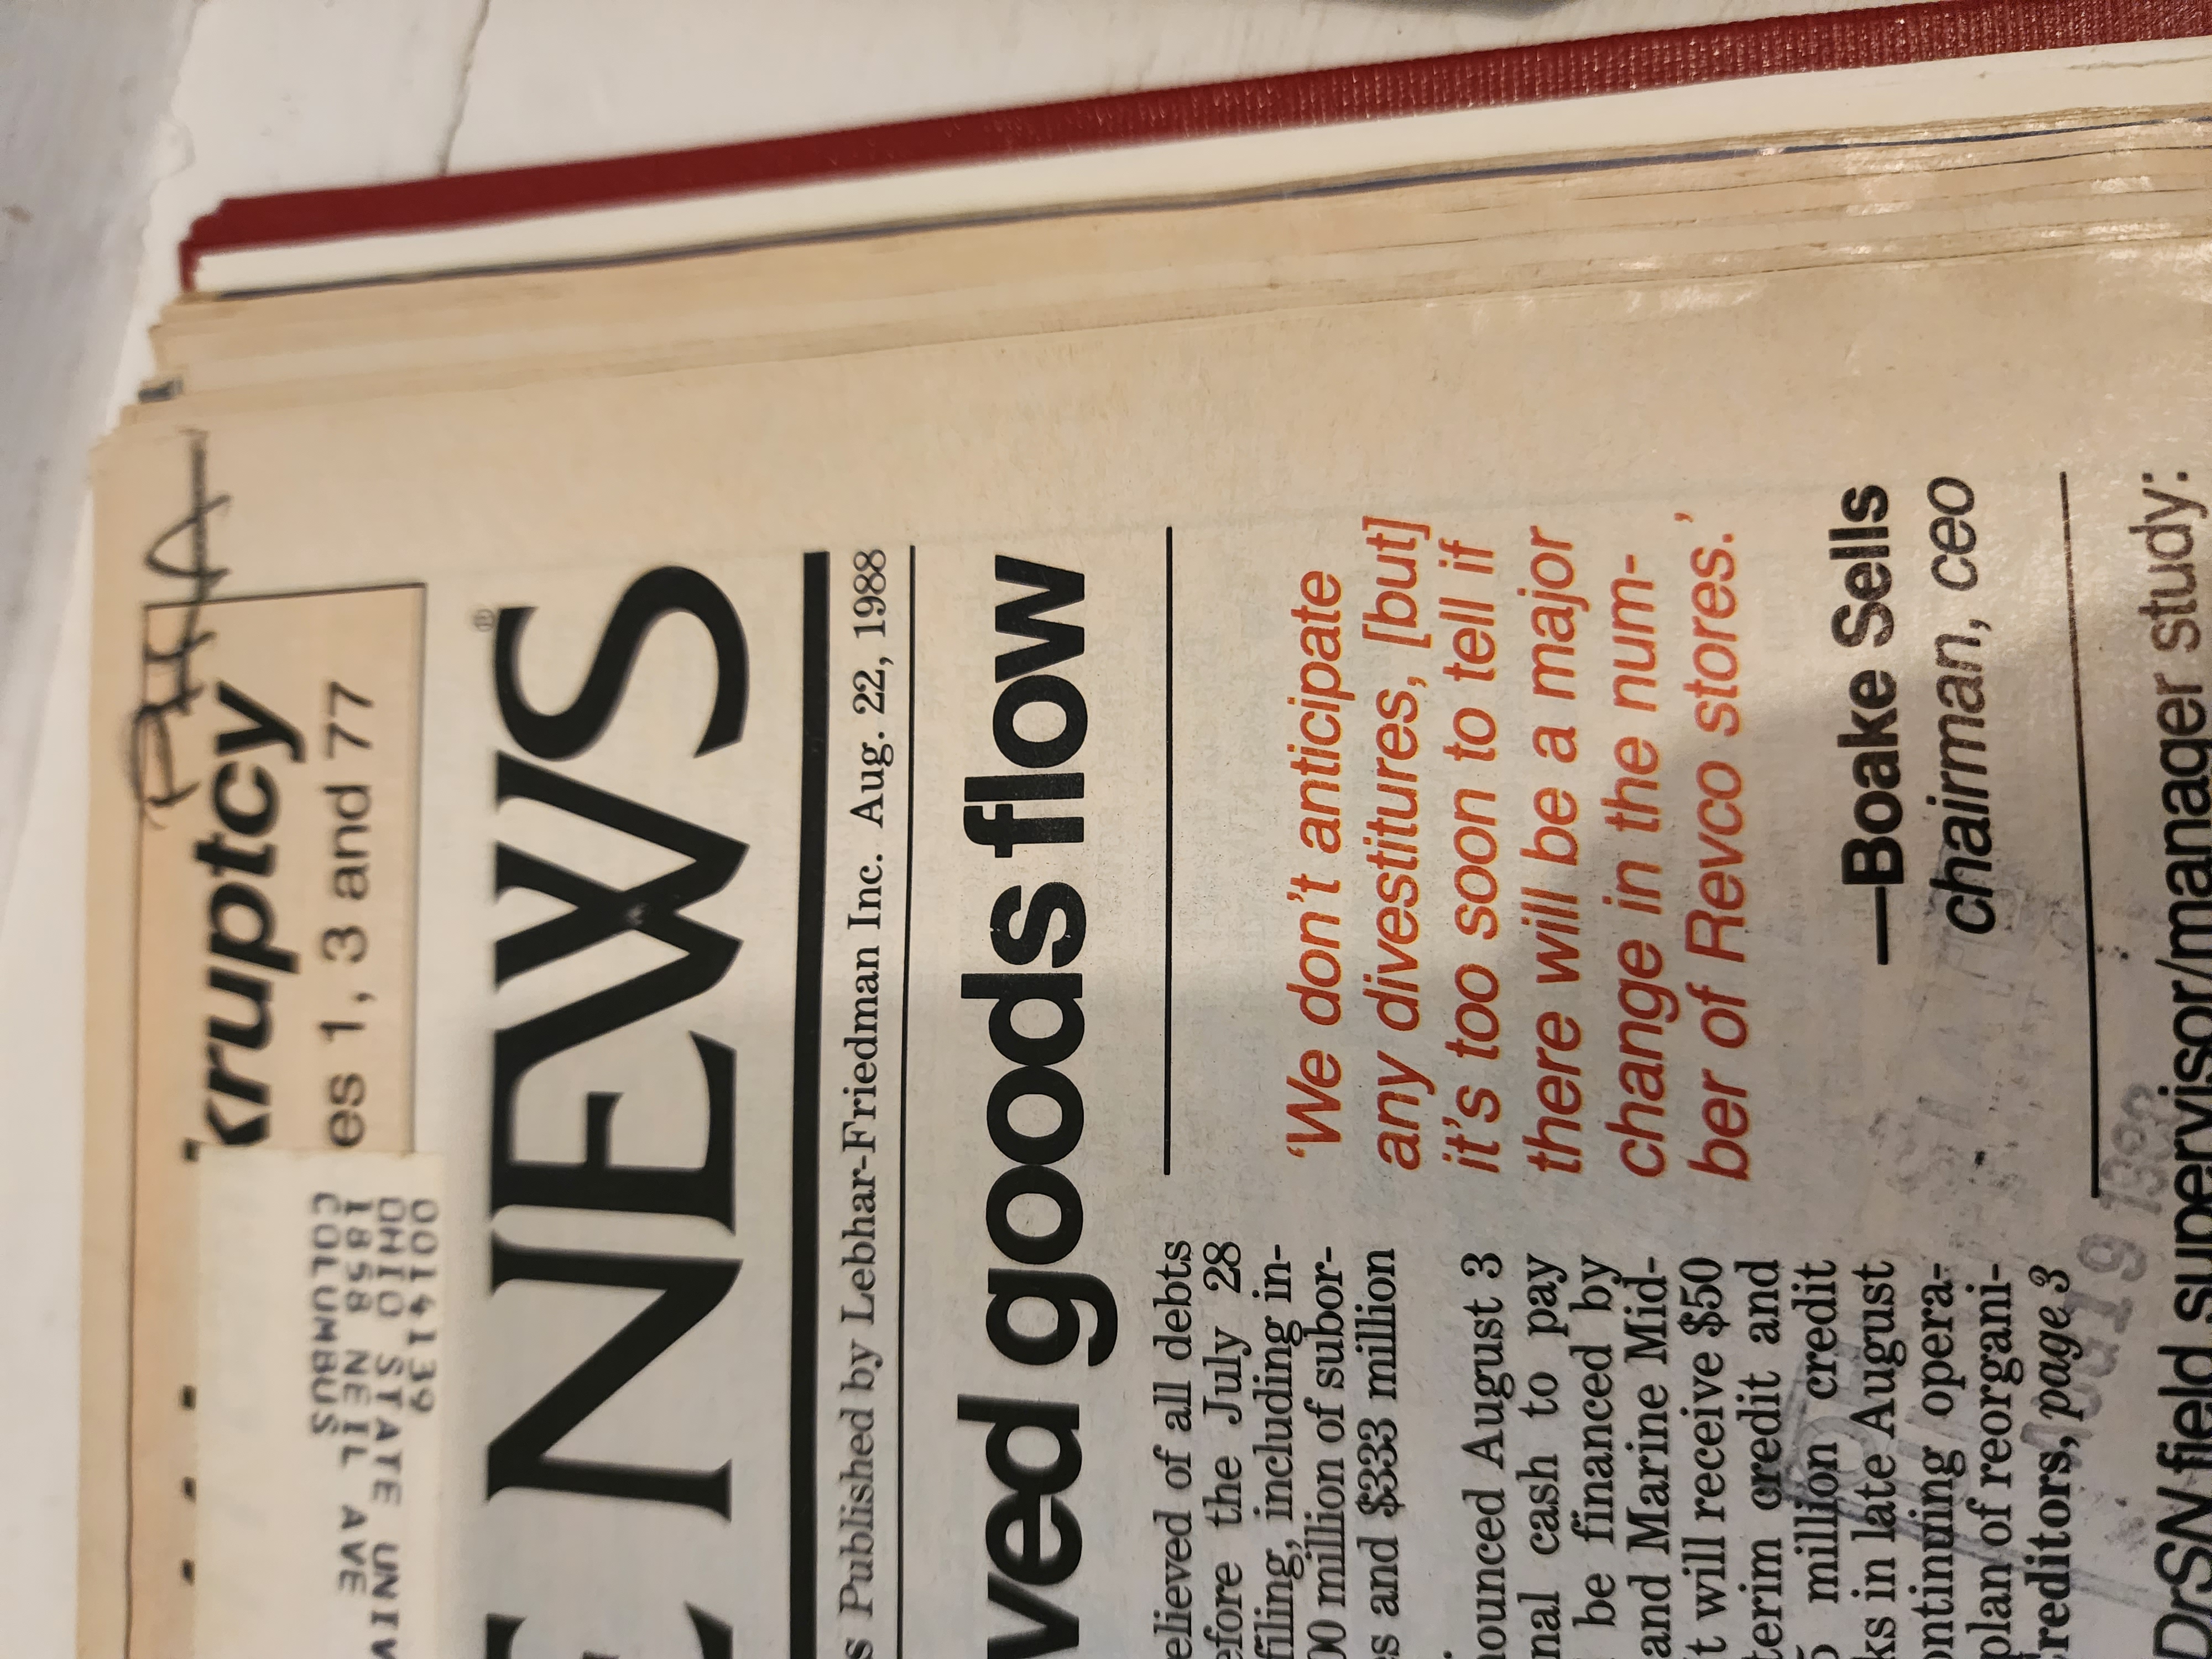 PHA
kruptcy
es 1, 3 and 77
0014139
OHIO STATE UNIV
1858 NEIL AVE
COLUMBUS
E NEWS®
s Published by Lebhar-Friedman Inc. Aug. 22, 1988
ved goods flow
elieved of all debts
efore the July 28
filing, including in-
00 million of subor-
es and $333 million
nounced August 3
nal cash to pay
be financed by
and Marine Mid-
t will receive $50
terim credit and
5 million credit
ks in late August
ontinuing opera-
plan of reorgani-
reditors, page 3
‘We don’t anticipate
any divestitures, [but]
it’s too soon to tell if
there will be a major
change in the num-
ber of Revco stores.’
—Boake Sells
chairman, ceo
DrSN field supervisor/manager study: